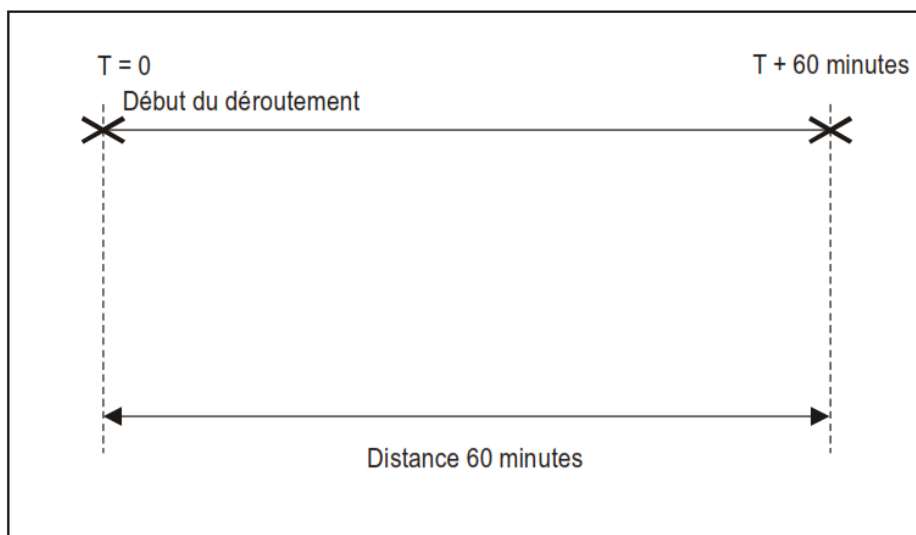 T = 0
T + 60 minutes
Début du déroutement
Distance 60 minutes